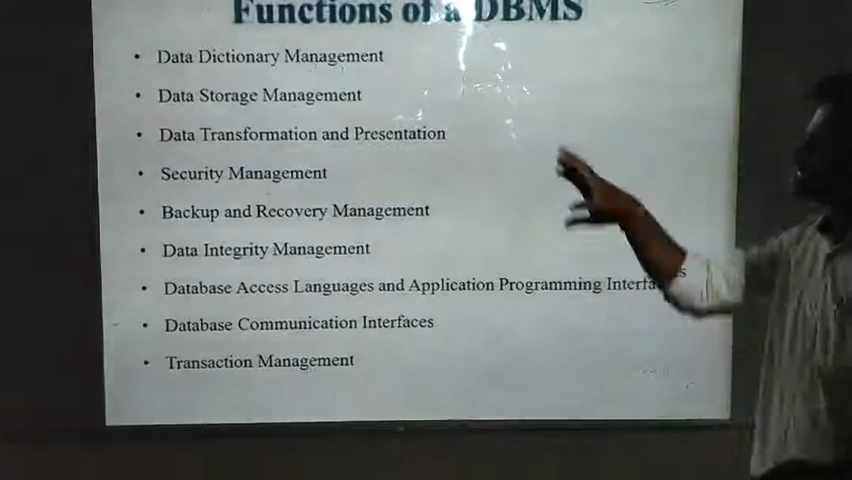 Functions of a DBMS
• Data Dictionary Management
• Data Storage Management
• Data Transformation and Presentation
• Security Management
• Backup and Recovery Management
• Data Integrity Management
• Database Access Languages and Application Programming Interfaces
• Database Communication Interfaces
• Transaction Management